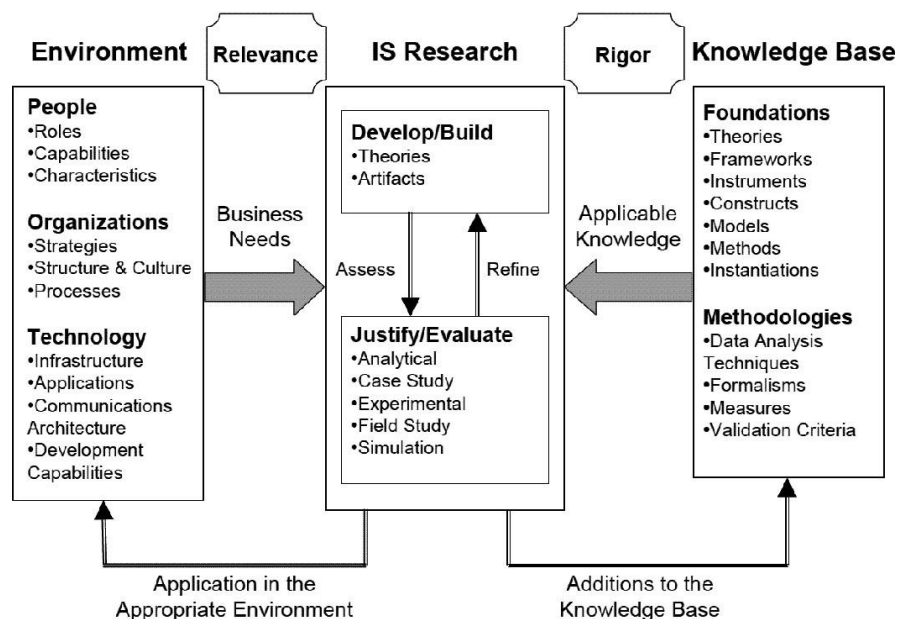 Environment
Relevance
IS Research
Rigor
Knowledge Base
People
•Roles
•Capabilities
•Characteristics
Organizations
•Strategies
•Structure & Culture
•Processes
Technology
•Infrastructure
•Applications
•Communications
Architecture
•Development
Capabilities
Business
Needs
Develop/Build
•Theories
•Artifacts
Assess
Refine
Justify/Evaluate
•Analytical
•Case Study
•Experimental
•Field Study
•Simulation
Applicable
Knowledge
Foundations
•Theories
•Frameworks
•Instruments
•Constructs
•Models
•Methods
•Instantiations
Methodologies
•Data Analysis
Techniques
•Formalisms
•Measures
•Validation Criteria
Application in the
Appropriate Environment
Additions to the
Knowledge Base